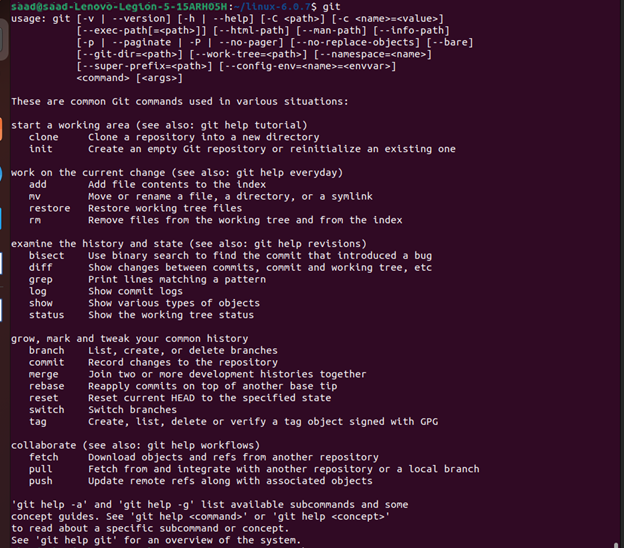 saad@saad-Lenovo-Legion-5-15ARH05H:~/linux-6.0.7$ git
usage: git [-v | --version] [-h | --help] [-C <path>] [-c <name>=<value>]
           [--exec-path[=<path>]] [--html-path] [--man-path] [--info-path]
           [-p | --paginate | -P | --no-pager] [--no-replace-objects] [--bare]
           [--git-dir=<path>] [--work-tree=<path>] [--namespace=<name>]
           [--super-prefix=<path>] [--config-env=<name>=<envvar>]
           <command> [<args>]

These are common Git commands used in various situations:

start a working area (see also: git help tutorial)
   clone     Clone a repository into a new directory
   init      Create an empty Git repository or reinitialize an existing one

work on the current change (see also: git help everyday)
   add       Add file contents to the index
   mv        Move or rename a file, a directory, or a symlink
   restore   Restore working tree files
   rm        Remove files from the working tree and from the index

examine the history and state (see also: git help revisions)
   bisect    Use binary search to find the commit that introduced a bug
   diff      Show changes between commits, commit and working tree, etc
   grep      Print lines matching a pattern
   log       Show commit logs
   show      Show various types of objects
   status    Show the working tree status

grow, mark and tweak your common history
   branch    List, create, or delete branches
   commit    Record changes to the repository
   merge     Join two or more development histories together
   rebase    Reapply commits on top of another base tip
   reset     Reset current HEAD to the specified state
   switch    Switch branches
   tag       Create, list, delete or verify a tag object signed with GPG

collaborate (see also: git help workflows)
   fetch     Download objects and refs from another repository
   pull      Fetch from and integrate with another repository or a local branch
   push      Update remote refs along with associated objects

'git help -a' and 'git help -g' list available subcommands and some
concept guides. See 'git help <command>' or 'git help <concept>'
to read about a specific subcommand or concept.
See 'git help git' for an overview of the system.